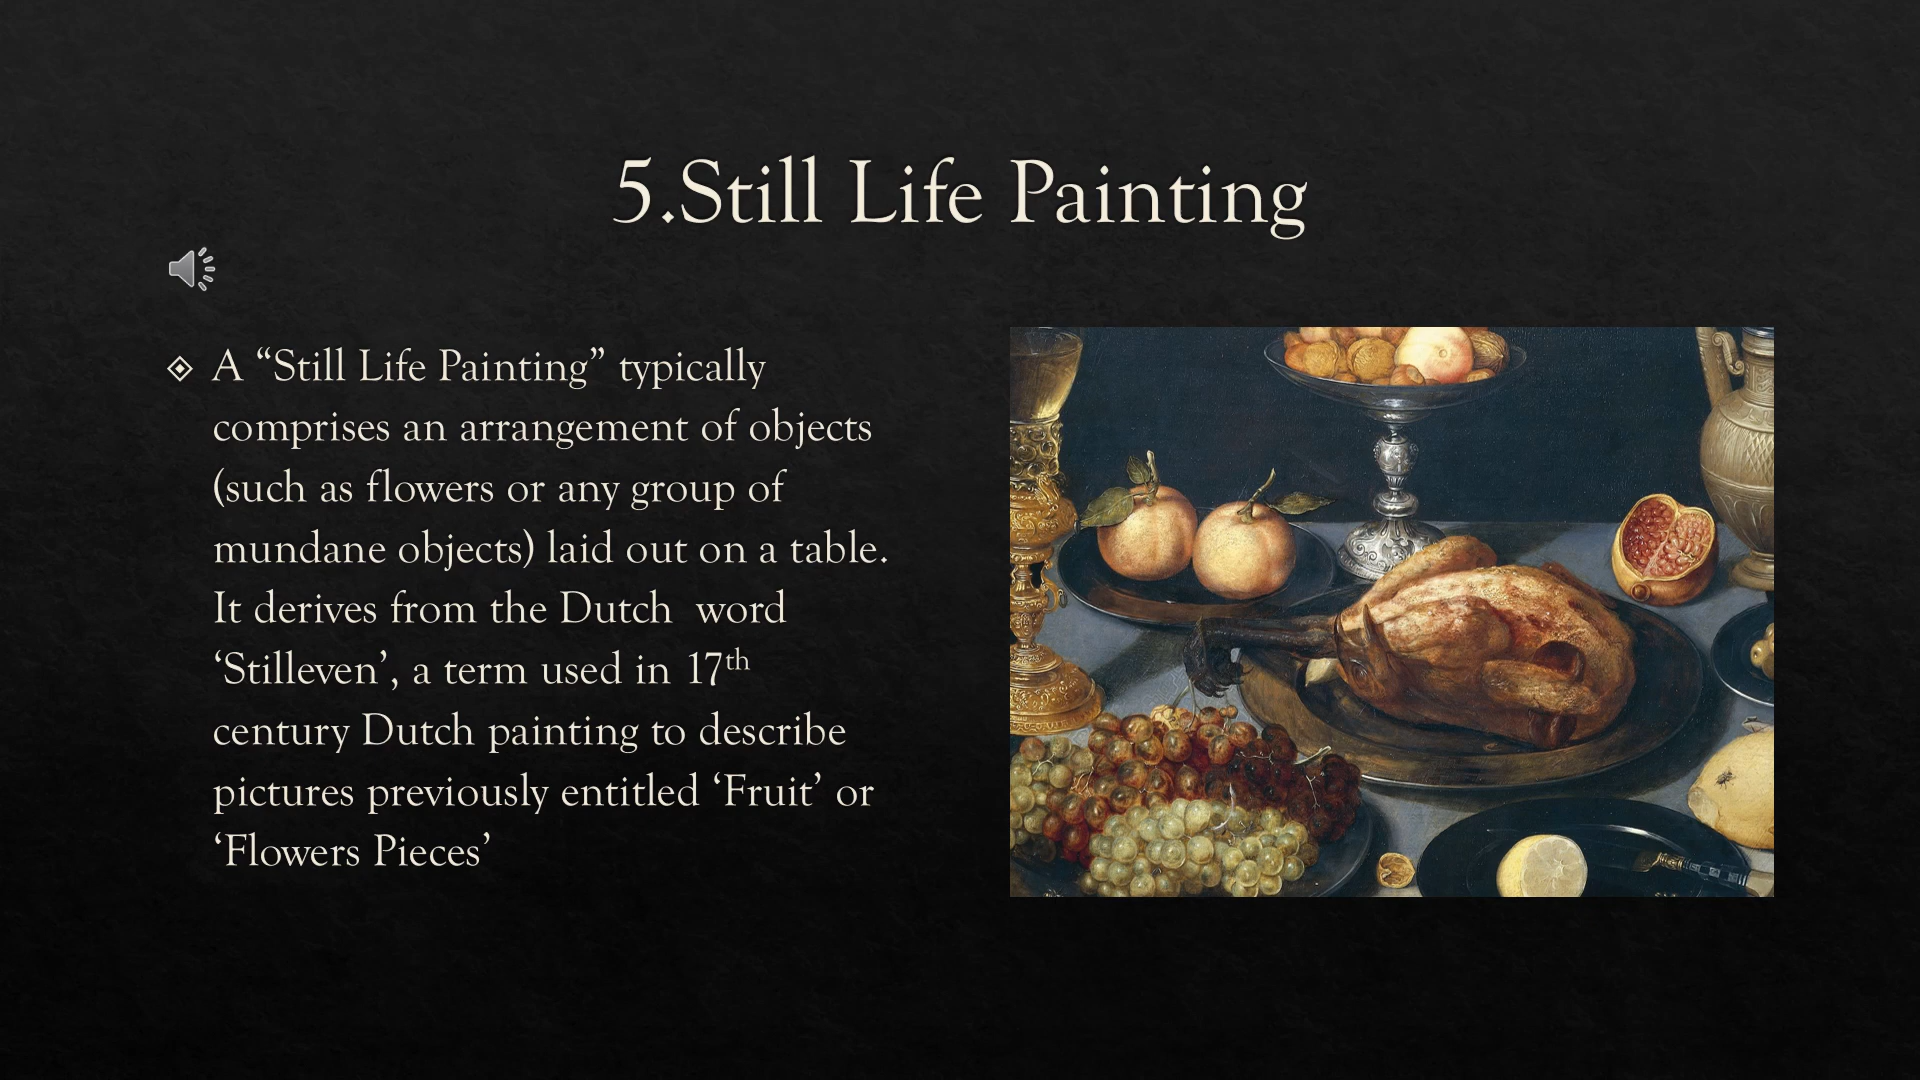 5.Still Life Painting
A “Still Life Painting” typically
comprises an arrangement of objects
(such as flowers or any group of
mundane objects) laid out on a table.
It derives from the Dutch  word
‘Stilleven’, a term used in 17th
century Dutch painting to describe
pictures previously entitled ‘Fruit’ or
‘Flowers Pieces’